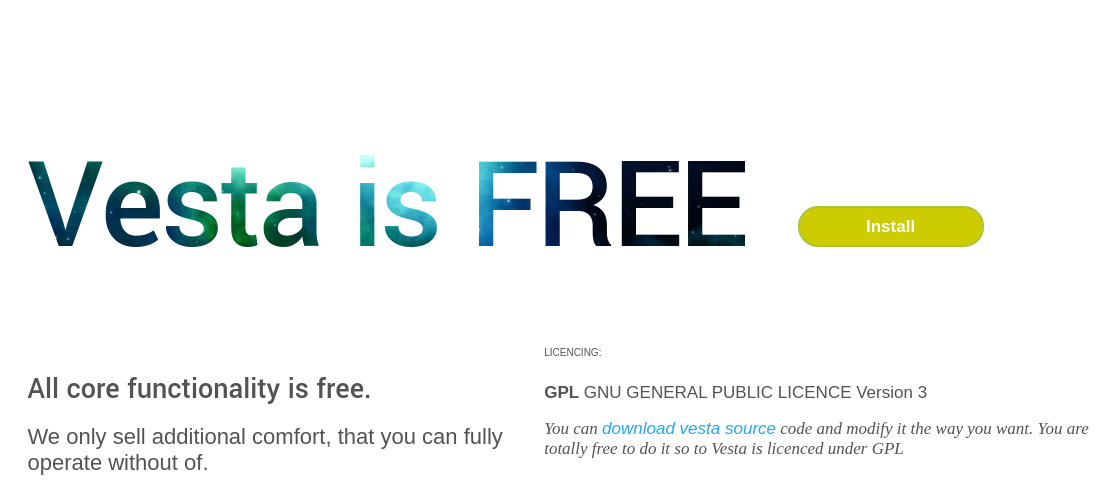 Vesta is FREE
Install
All core functionality is free.
We only sell additional comfort, that you can fully
operate without of.
LICENCING:
GPL GNU GENERAL PUBLIC LICENCE Version 3
You can download vesta source code and modify it the way you want. You are
totally free to do it so to Vesta is licenced under GPL